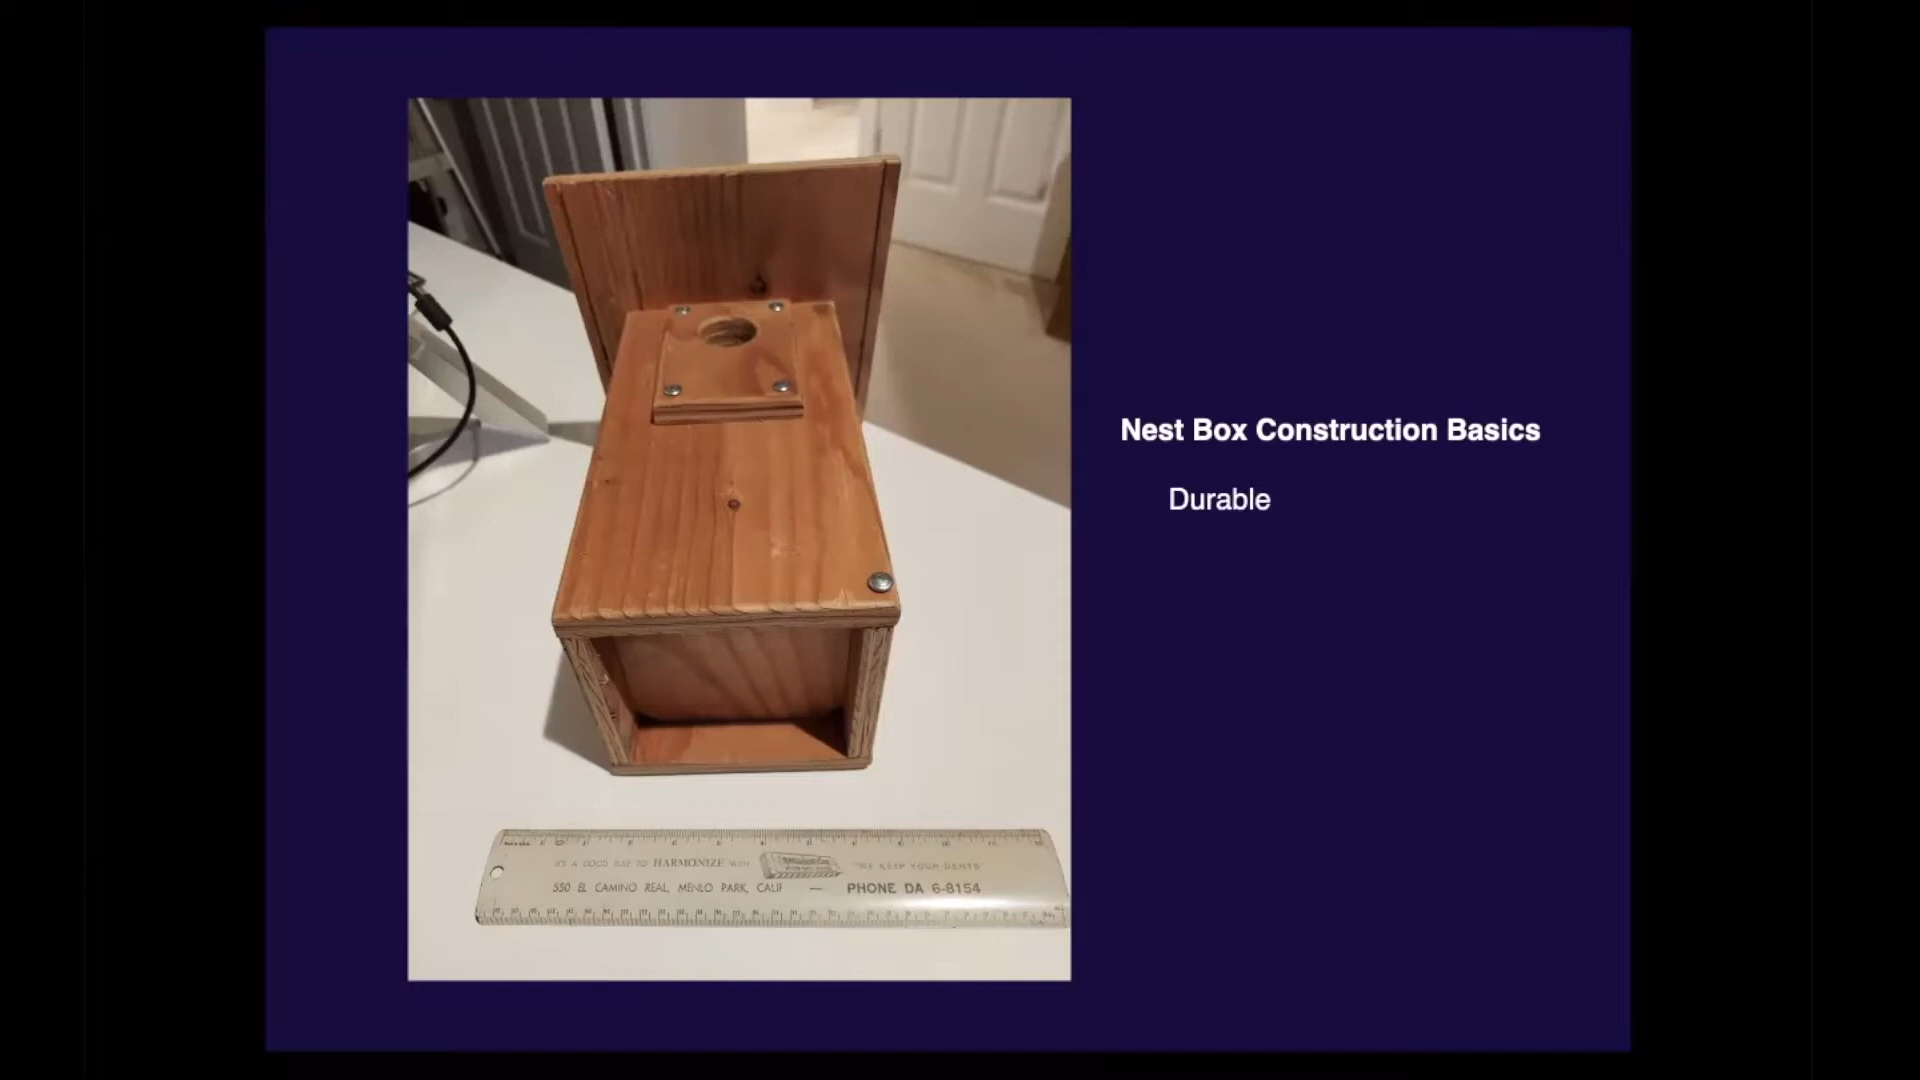 Nest Box Construction Basics
Durable
IT'S A GOOD RULE TO HARMONIZE WITH
"WE KEEP YOUR DENTS
550 EL CAMINO REAL, MENLO PARK, CALIF — PHONE DA 6-8154